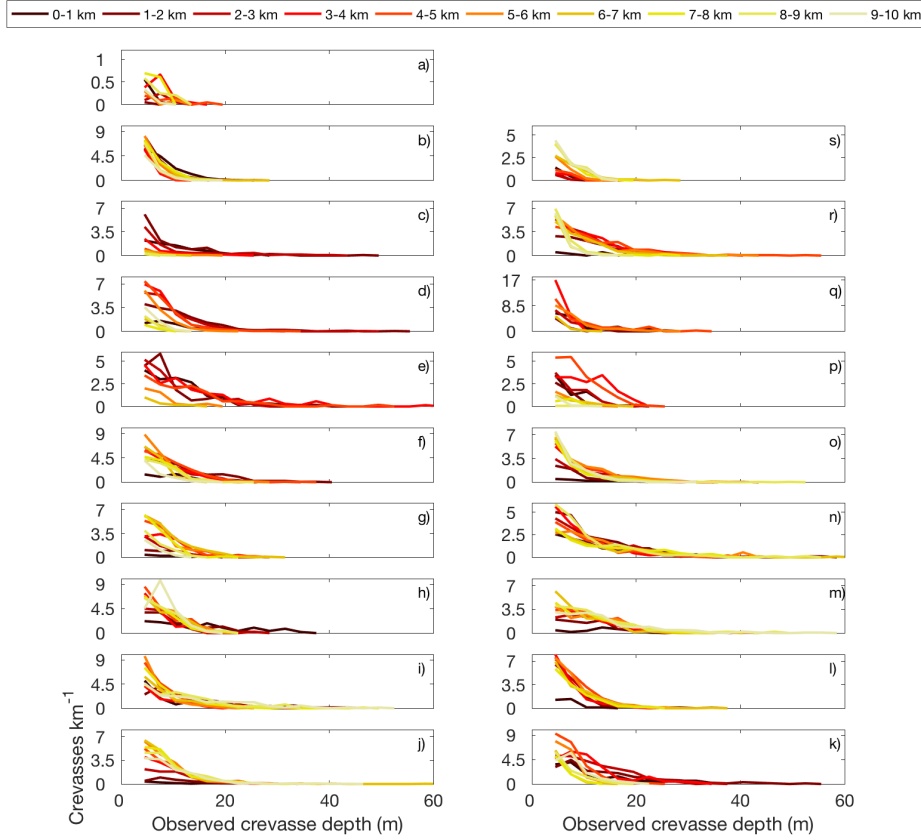 0-1 km 1-2 km 2-3 km 3-4 km 4-5 km 5-6 km 6-7 km 7-8 km 8-9 km 9-10 km
1
0.5
0
a)
9
4.5
0
b)
5
2.5
0
s)
7
3.5
0
c)
7
3.5
0
r)
7
3.5
0
d)
17
8.5
0
q)
5
2.5
0
e)
5
2.5
0
p)
9
4.5
0
f)
7
3.5
0
o)
7
3.5
0
g)
5
2.5
0
n)
9
4.5
0
h)
7
3.5
0
m)
9
4.5
0
i)
7
3.5
0
l)
7
3.5
0
j)
9
4.5
0
k)
0 20 40 60
0 20 40 60
Crevasses km-1
Observed crevasse depth (m)
Observed crevasse depth (m)